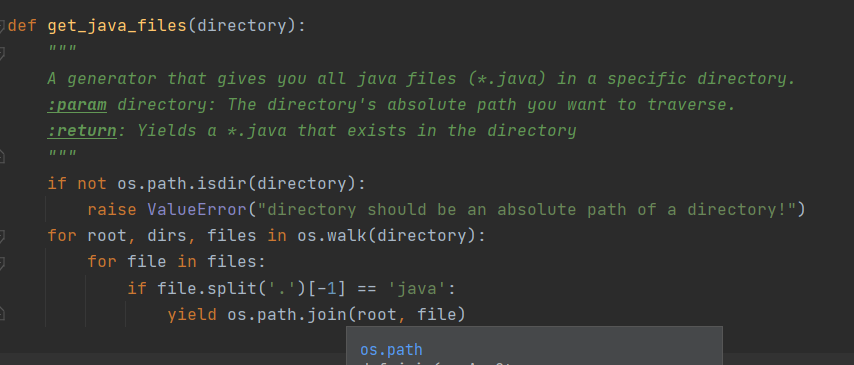 def get_java_files(directory):
    """
    A generator that gives you all java files (*.java) in a specific directory.
    :param directory: The directory's absolute path you want to traverse.
    :return: Yields a *.java that exists in the directory
    """
    if not os.path.isdir(directory):
        raise ValueError("directory should be an absolute path of a directory!")
    for root, dirs, files in os.walk(directory):
        for file in files:
            if file.split('.')[-1] == 'java':
                yield os.path.join(root, file)
os.path